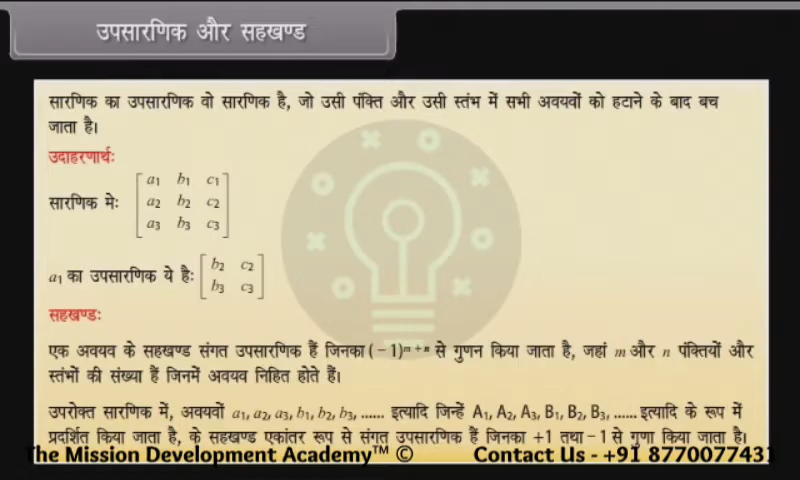 उपसारणिक और सहखण्ड
सारणिक का उपसारणिक वो सारणिक है, जो उसी पंक्ति और उसी स्तंभ में सभी अवयवों को हटाने के बाद बच
जाता है।
उदाहरणार्थः
सारणिक मेः [a₁ b₁ c₁
a₂ b₂ c₂
a₃ b₃ c₃]
a₁ का उपसारणिक ये हैः [b₂ c₂
b₃ c₃]
सहखण्डः
एक अवयव के सहखण्ड संगत उपसारणिक हैं जिनका (−1)ᵐ⁺ⁿ से गुणन किया जाता है, जहां m और n पंक्तियों और
स्तंभों की संख्या हैं जिनमें अवयव निहित होते हैं।
उपरोक्त सारणिक में, अवयवों a₁, a₂, a₃, b₁, b₂, b₃, ...... इत्यादि जिन्हें A₁, A₂, A₃, B₁, B₂, B₃, ...... इत्यादि के रूप में
प्रदर्शित किया जाता है, के सहखण्ड एकांतर रूप से संगत उपसारणिक हैं जिनका +1 तथा −1 से गुणा किया जाता है।
The Mission Development Academy™ © Contact Us - +91 8770077431